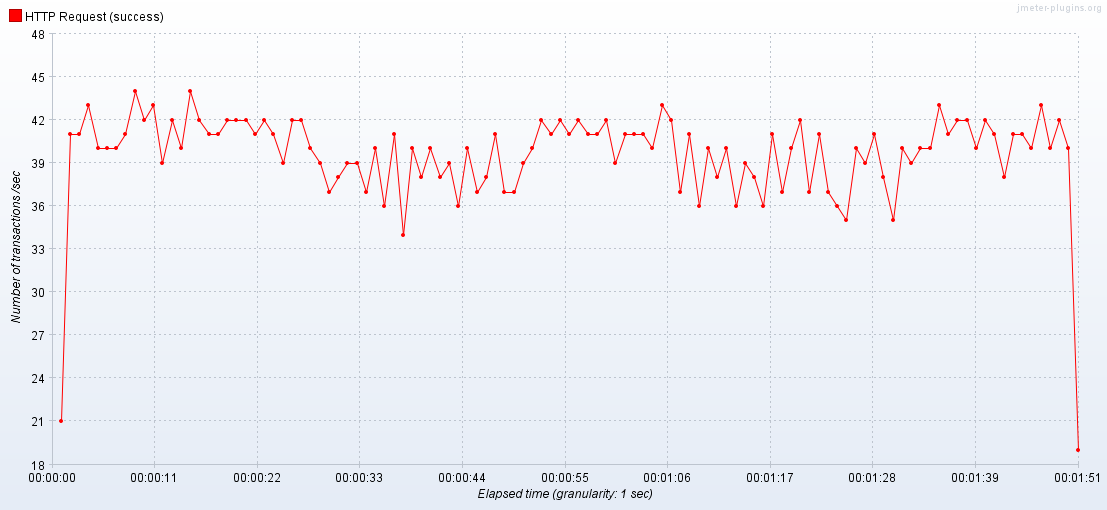 jmeter-plugins.org
HTTP Request (success)
48
45
42
39
36
33
30
27
24
21
18
Number of transactions /sec
00:00:00 00:00:11 00:00:22 00:00:33 00:00:44 00:00:55 00:01:06 00:01:17 00:01:28 00:01:39 00:01:51
Elapsed time (granularity: 1 sec)